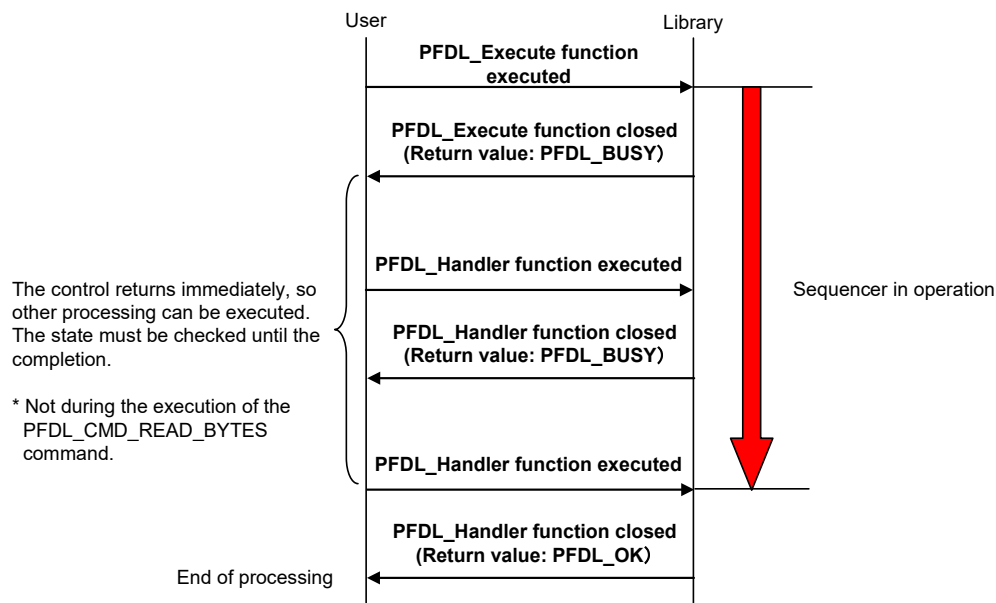 User
Library
PFDL_Execute function
executed
PFDL_Execute function closed
(Return value: PFDL_BUSY)
PFDL_Handler function executed
The control returns immediately, so
other processing can be executed.
The state must be checked until the
completion.
* Not during the execution of the
PFDL_CMD_READ_BYTES
command.
Sequencer in operation
PFDL_Handler function closed
(Return value: PFDL_BUSY)
PFDL_Handler function executed
PFDL_Handler function closed
(Return value: PFDL_OK)
End of processing